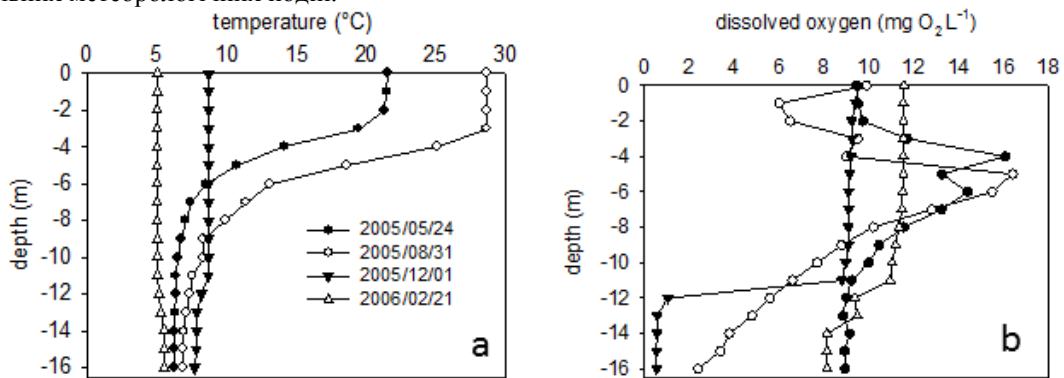 метеорологічних подій.
temperature (°C)
0 5 10 15 20 25 30
0
-2
-4
-6
-8
-10
-12
-14
-16
depth (m)
2005/05/24
2005/08/31
2005/12/01
2006/02/21
a
dissolved oxygen (mg O₂ L⁻¹)
0 2 4 6 8 10 12 14 16 18
0
-2
-4
-6
-8
-10
-12
-14
-16
depth (m)
b